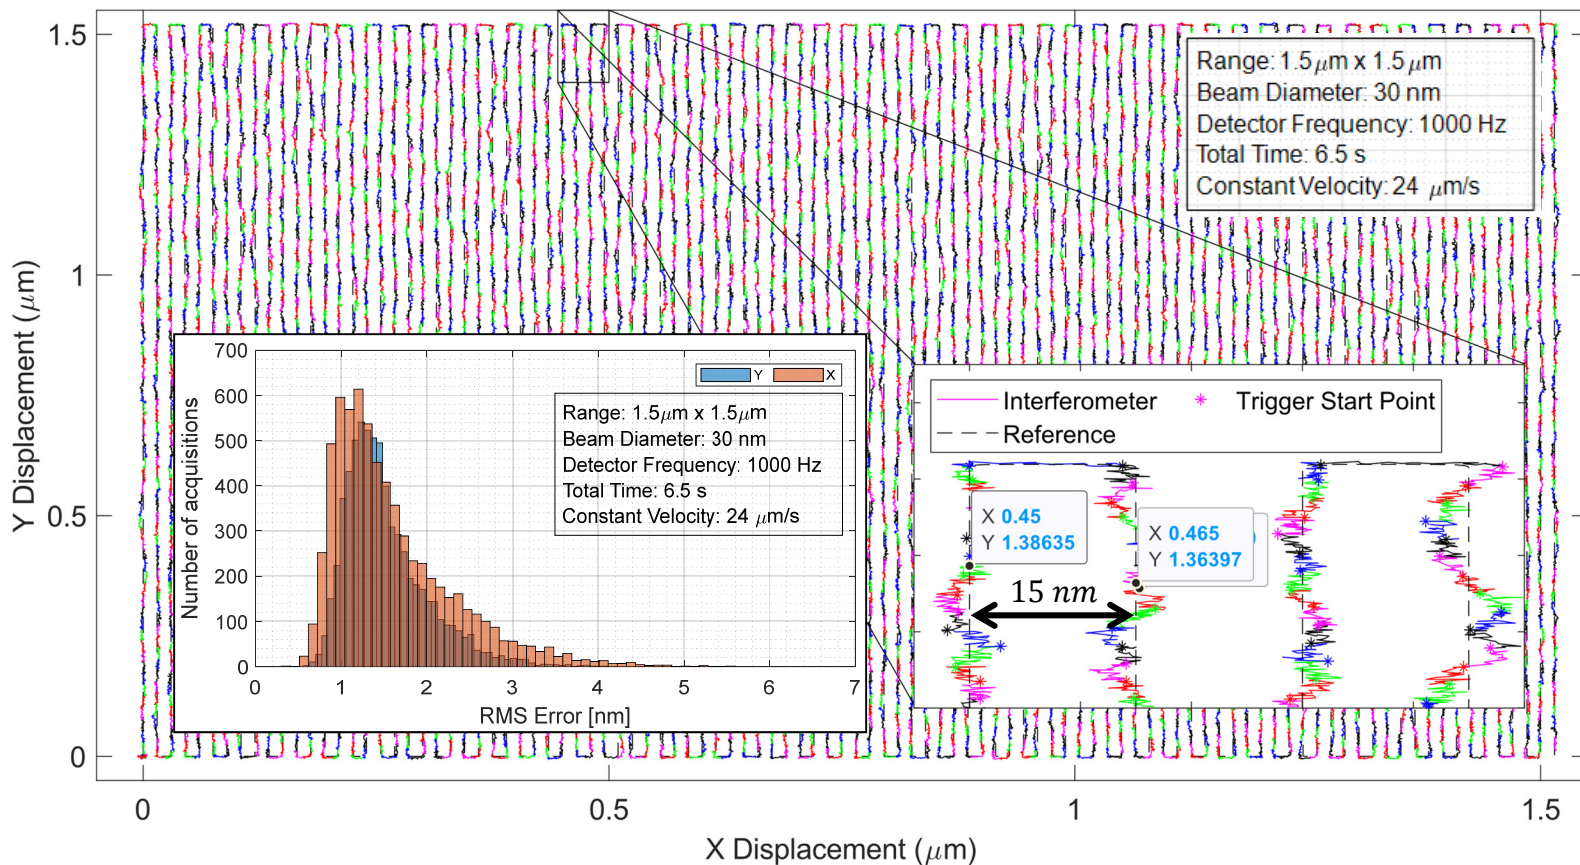 1.5
1
0.5
0
Y Displacement (μm)
0
0.5
1
1.5
X Displacement (μm)
Range: 1.5μm x 1.5μm
Beam Diameter: 30 nm
Detector Frequency: 1000 Hz
Total Time: 6.5 s
Constant Velocity: 24 μm/s
700
600
500
400
300
200
100
0
Number of acquisitions
Y X
Range: 1.5μm x 1.5μm
Beam Diameter: 30 nm
Detector Frequency: 1000 Hz
Total Time: 6.5 s
Constant Velocity: 24 μm/s
0 1 2 3 4 5 6 7
RMS Error [nm]
Interferometer Trigger Start Point
Reference
X 0.45
Y 1.38635
X 0.465
Y 1.36397
15 nm